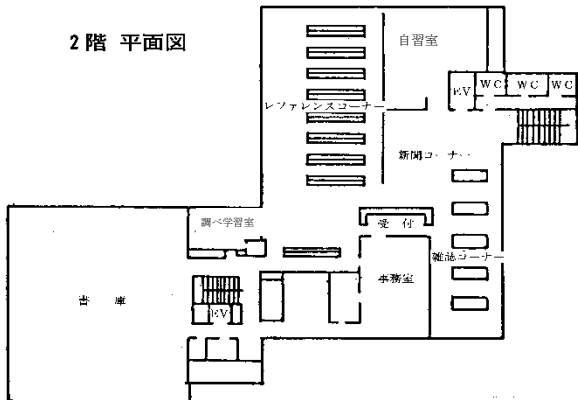 2階 平面図
自習室
EV
WC
WC
WC
レファレンスコーナー
新聞コーナー
調べ学習室
受付
雑誌コーナー
事務室
書庫
EV